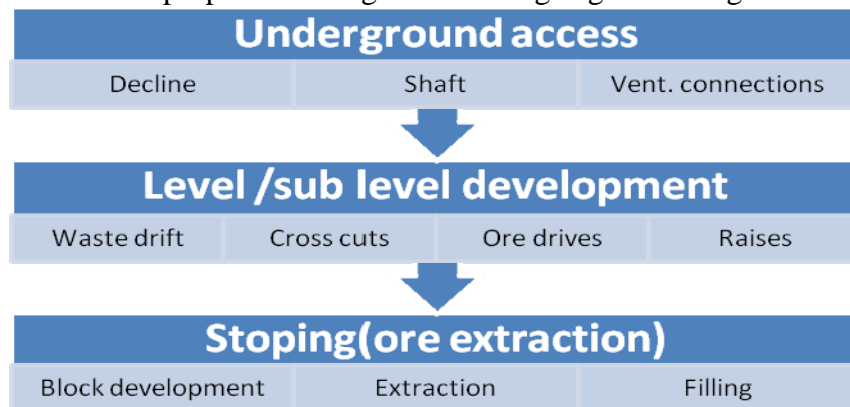 Underground access
Decline Shaft Vent. connections
Level /sub level development
Waste drift Cross cuts Ore drives Raises
Stoping(ore extraction)
Block development Extraction Filling